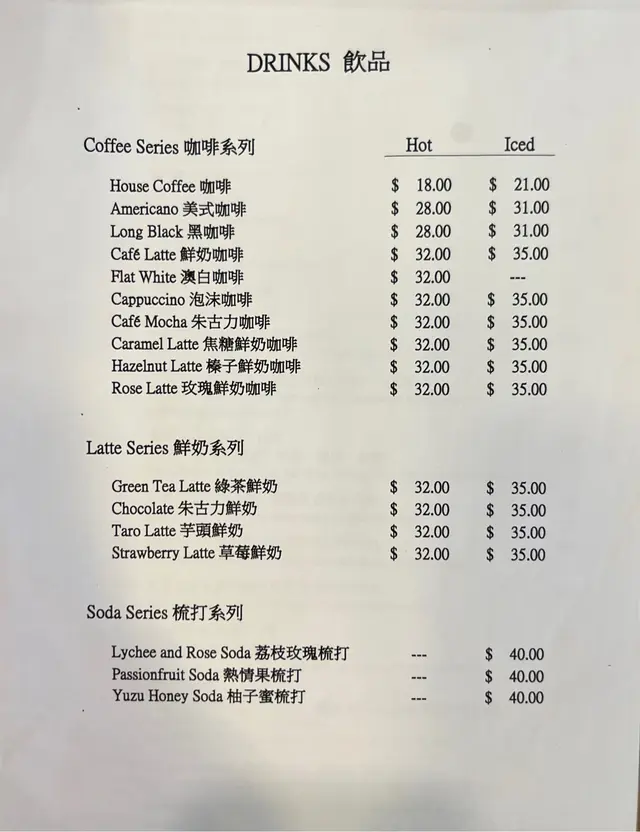 DRINKS 飲品
Coffee Series 咖啡系列 Hot Iced
House Coffee 咖啡 $ 18.00 $ 21.00
Americano 美式咖啡 $ 28.00 $ 31.00
Long Black 黑咖啡 $ 28.00 $ 31.00
Café Latte 鮮奶咖啡 $ 32.00 $ 35.00
Flat White 澳白咖啡 $ 32.00 ---
Cappuccino 泡沫咖啡 $ 32.00 $ 35.00
Café Mocha 朱古力咖啡 $ 32.00 $ 35.00
Caramel Latte 焦糖鮮奶咖啡 $ 32.00 $ 35.00
Hazelnut Latte 榛子鮮奶咖啡 $ 32.00 $ 35.00
Rose Latte 玫瑰鮮奶咖啡 $ 32.00 $ 35.00
Latte Series 鮮奶系列
Green Tea Latte 綠茶鮮奶 $ 32.00 $ 35.00
Chocolate 朱古力鮮奶 $ 32.00 $ 35.00
Taro Latte 芋頭鮮奶 $ 32.00 $ 35.00
Strawberry Latte 草莓鮮奶 $ 32.00 $ 35.00
Soda Series 梳打系列
Lychee and Rose Soda 荔枝玫瑰梳打 --- $ 40.00
Passionfruit Soda 熱情果梳打 --- $ 40.00
Yuzu Honey Soda 柚子蜜梳打 --- $ 40.00